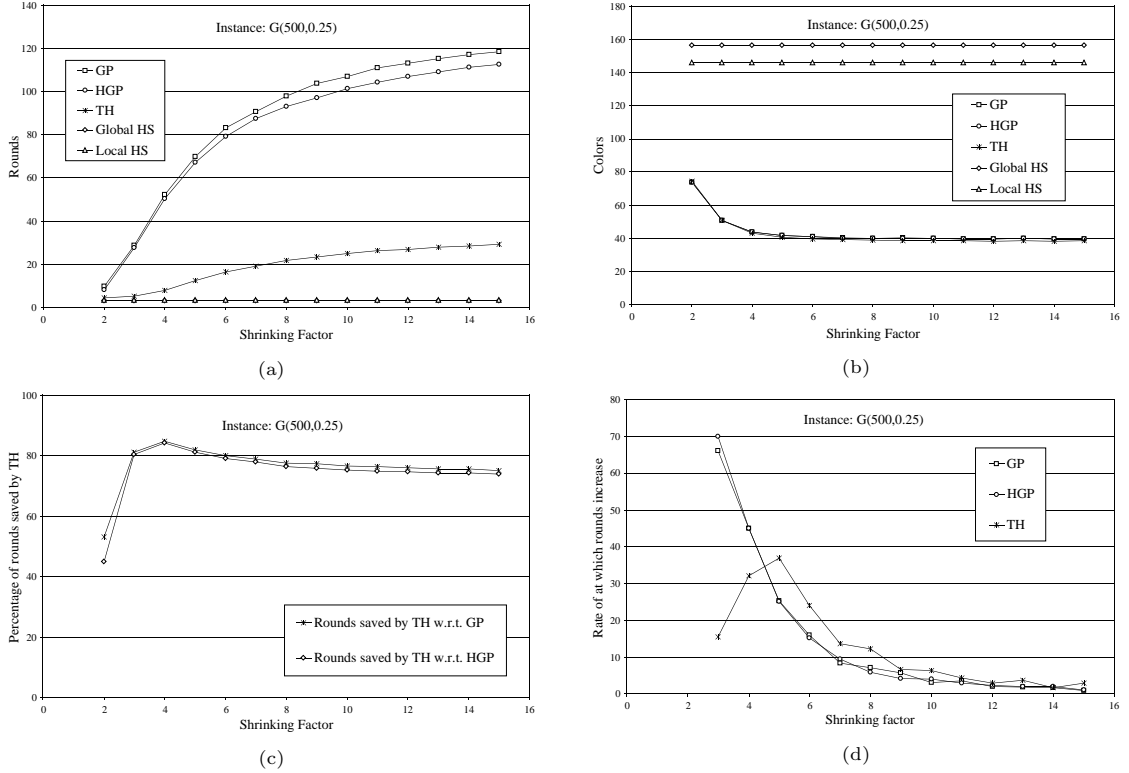 Instance: G(500,0.25)
Rounds
140
120
100
80
60
40
20
0
GP
HGP
TH
Global HS
Local HS
0 2 4 6 8 10 12 14 16
Shrinking Factor
(a)
Instance: G(500,0.25)
Colors
180
160
140
120
100
80
60
40
20
0
GP
HGP
TH
Global HS
Local HS
0 2 4 6 8 10 12 14 16
Shrinking Factor
(b)
Instance: G(500,0.25)
Percentage of rounds saved by TH
100
80
60
40
20
0
Rounds saved by TH w.r.t. GP
Rounds saved by TH w.r.t. HGP
0 2 4 6 8 10 12 14 16
Shrinking Factor
(c)
Instance: G(500,0.25)
Rate of at which rounds increase
80
70
60
50
40
30
20
10
0
GP
HGP
TH
0 2 4 6 8 10 12 14 16
Shrinking factor
(d)